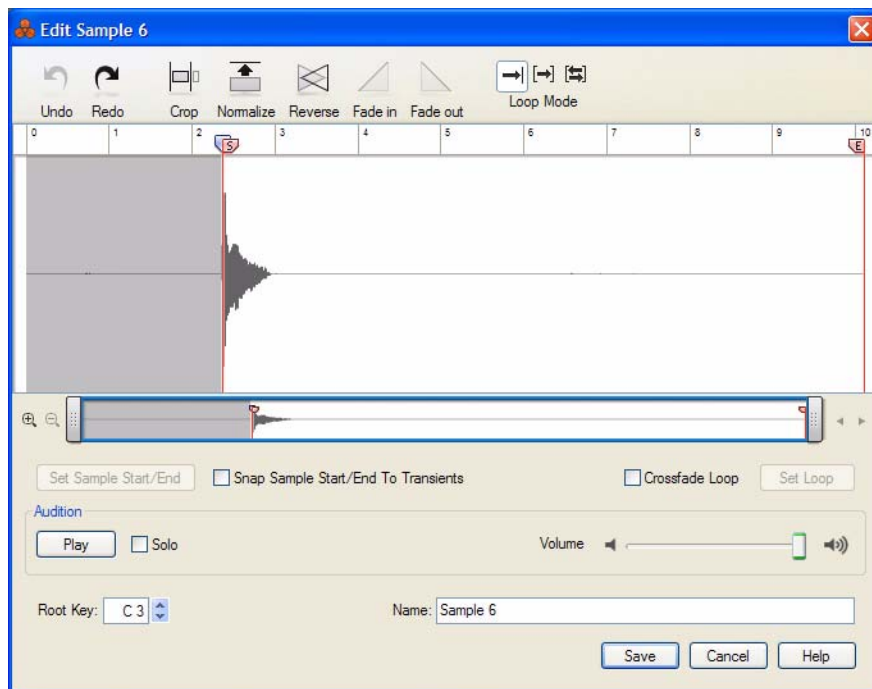 Edit Sample 6
Undo Redo Crop Normalize Reverse Fade in Fade out Loop Mode
0 1 2 3 4 5 6 7 8 9 10
S E
Set Sample Start/End Snap Sample Start/End To Transients Crossfade Loop Set Loop
Audition
Play Solo Volume
Root Key: C 3 Name: Sample 6
Save Cancel Help